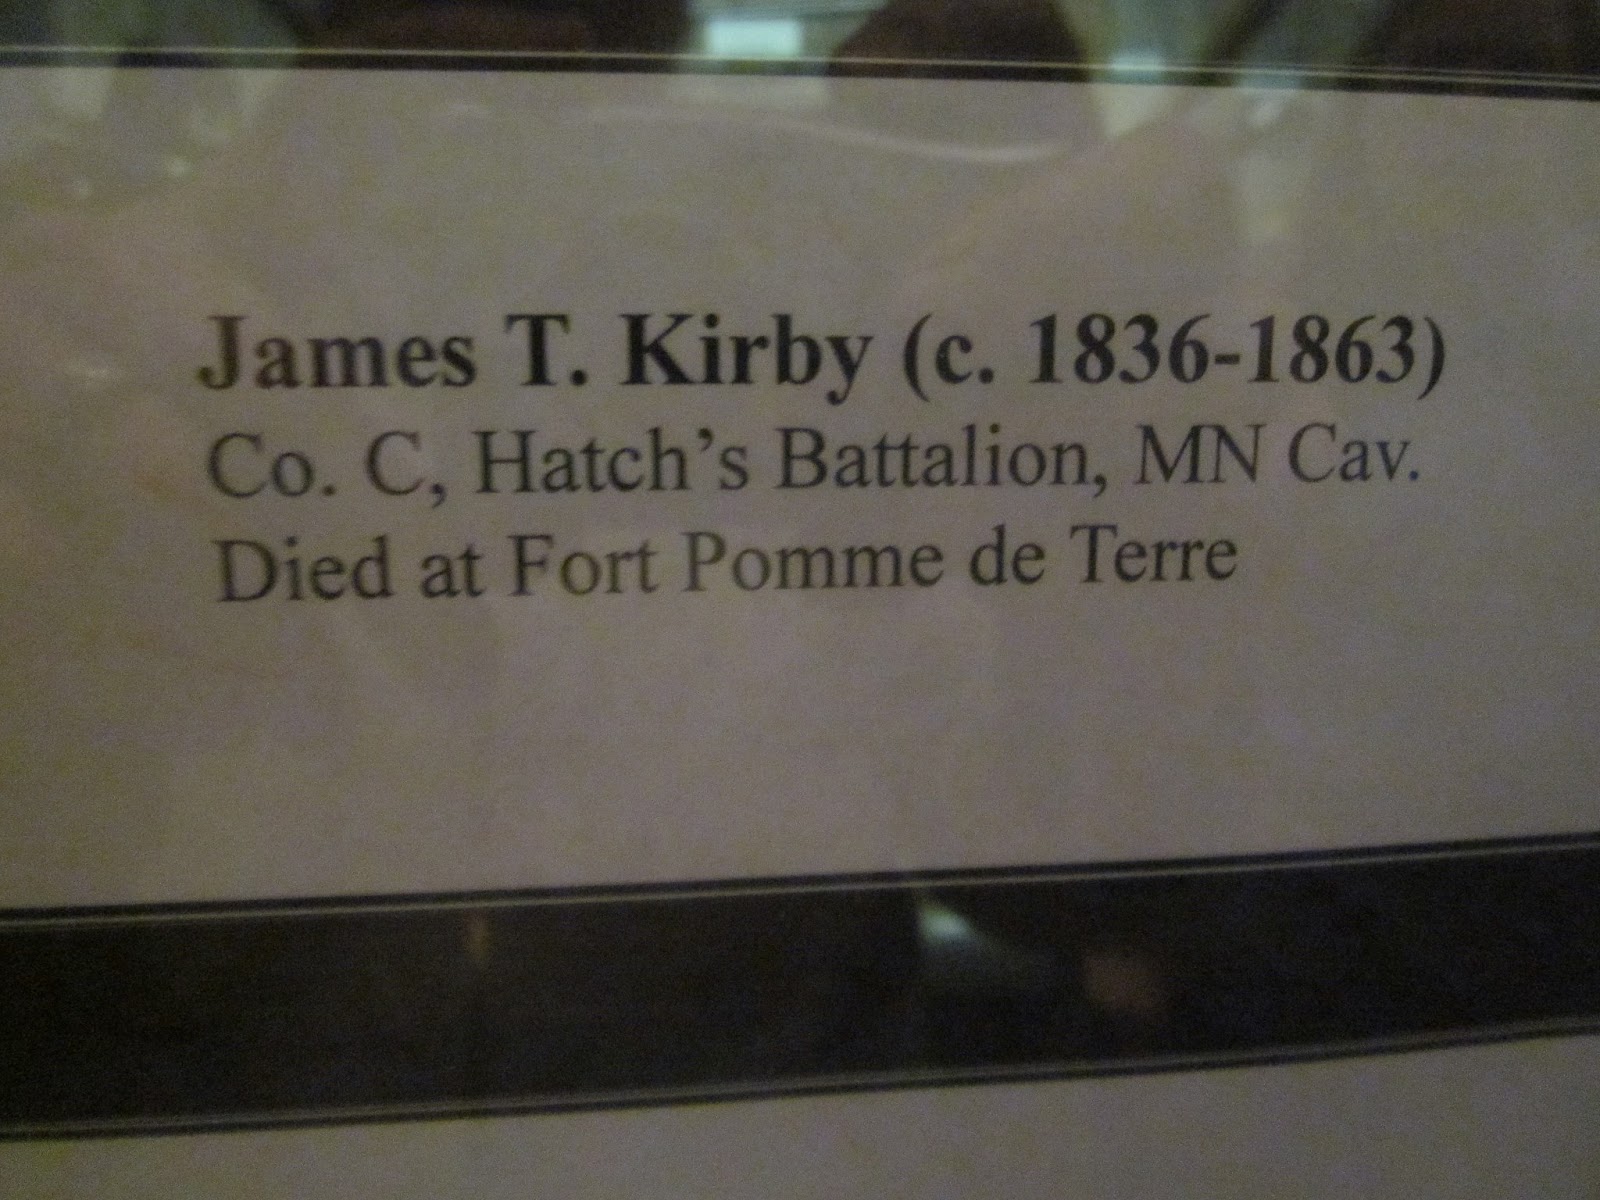 James T. Kirby (c. 1836-1863)
Co. C, Hatch’s Battalion, MN Cav.
Died at Fort Pomme de Terre